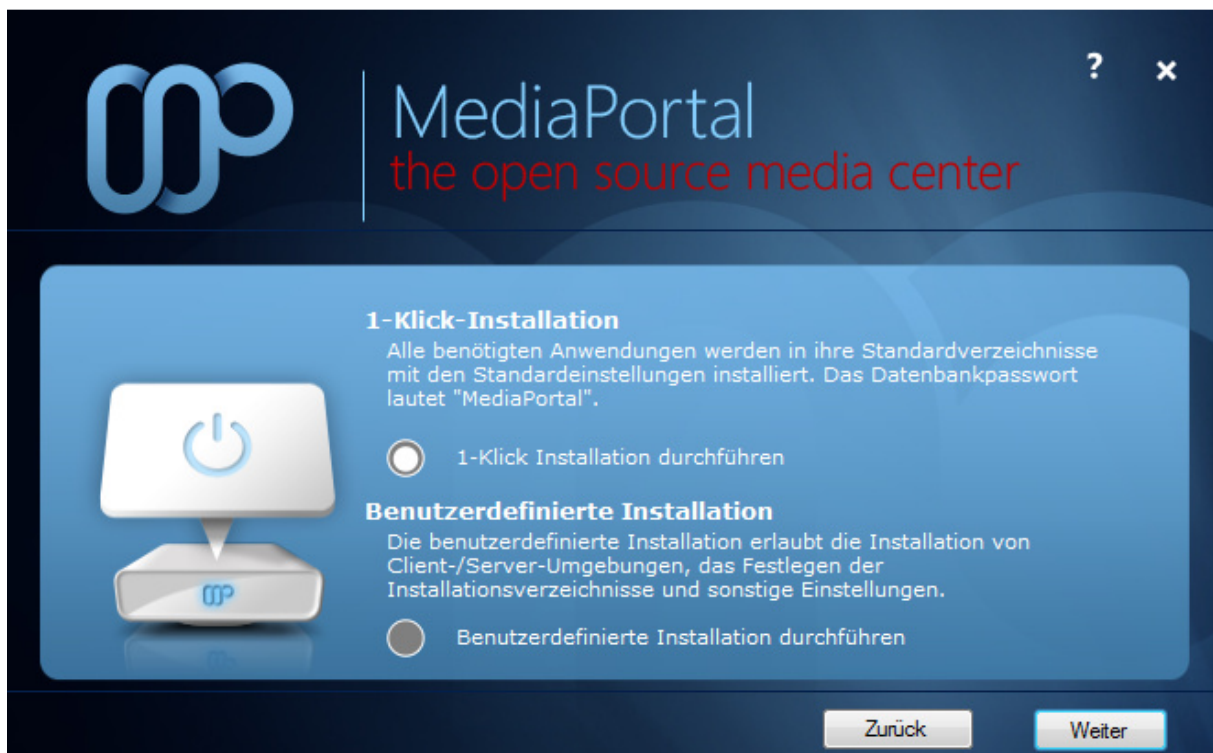 MediaPortal
the open source media center
? ×
1-Klick-Installation
Alle benötigten Anwendungen werden in ihre Standardverzeichnisse
mit den Standardeinstellungen installiert. Das Datenbankpasswort
lautet "MediaPortal".
1-Klick Installation durchführen
Benutzerdefinierte Installation
Die benutzerdefinierte Installation erlaubt die Installation von
Client-/Server-Umgebungen, das Festlegen der
Installationsverzeichnisse und sonstige Einstellungen.
Benutzerdefinierte Installation durchführen
Zurück
Weiter